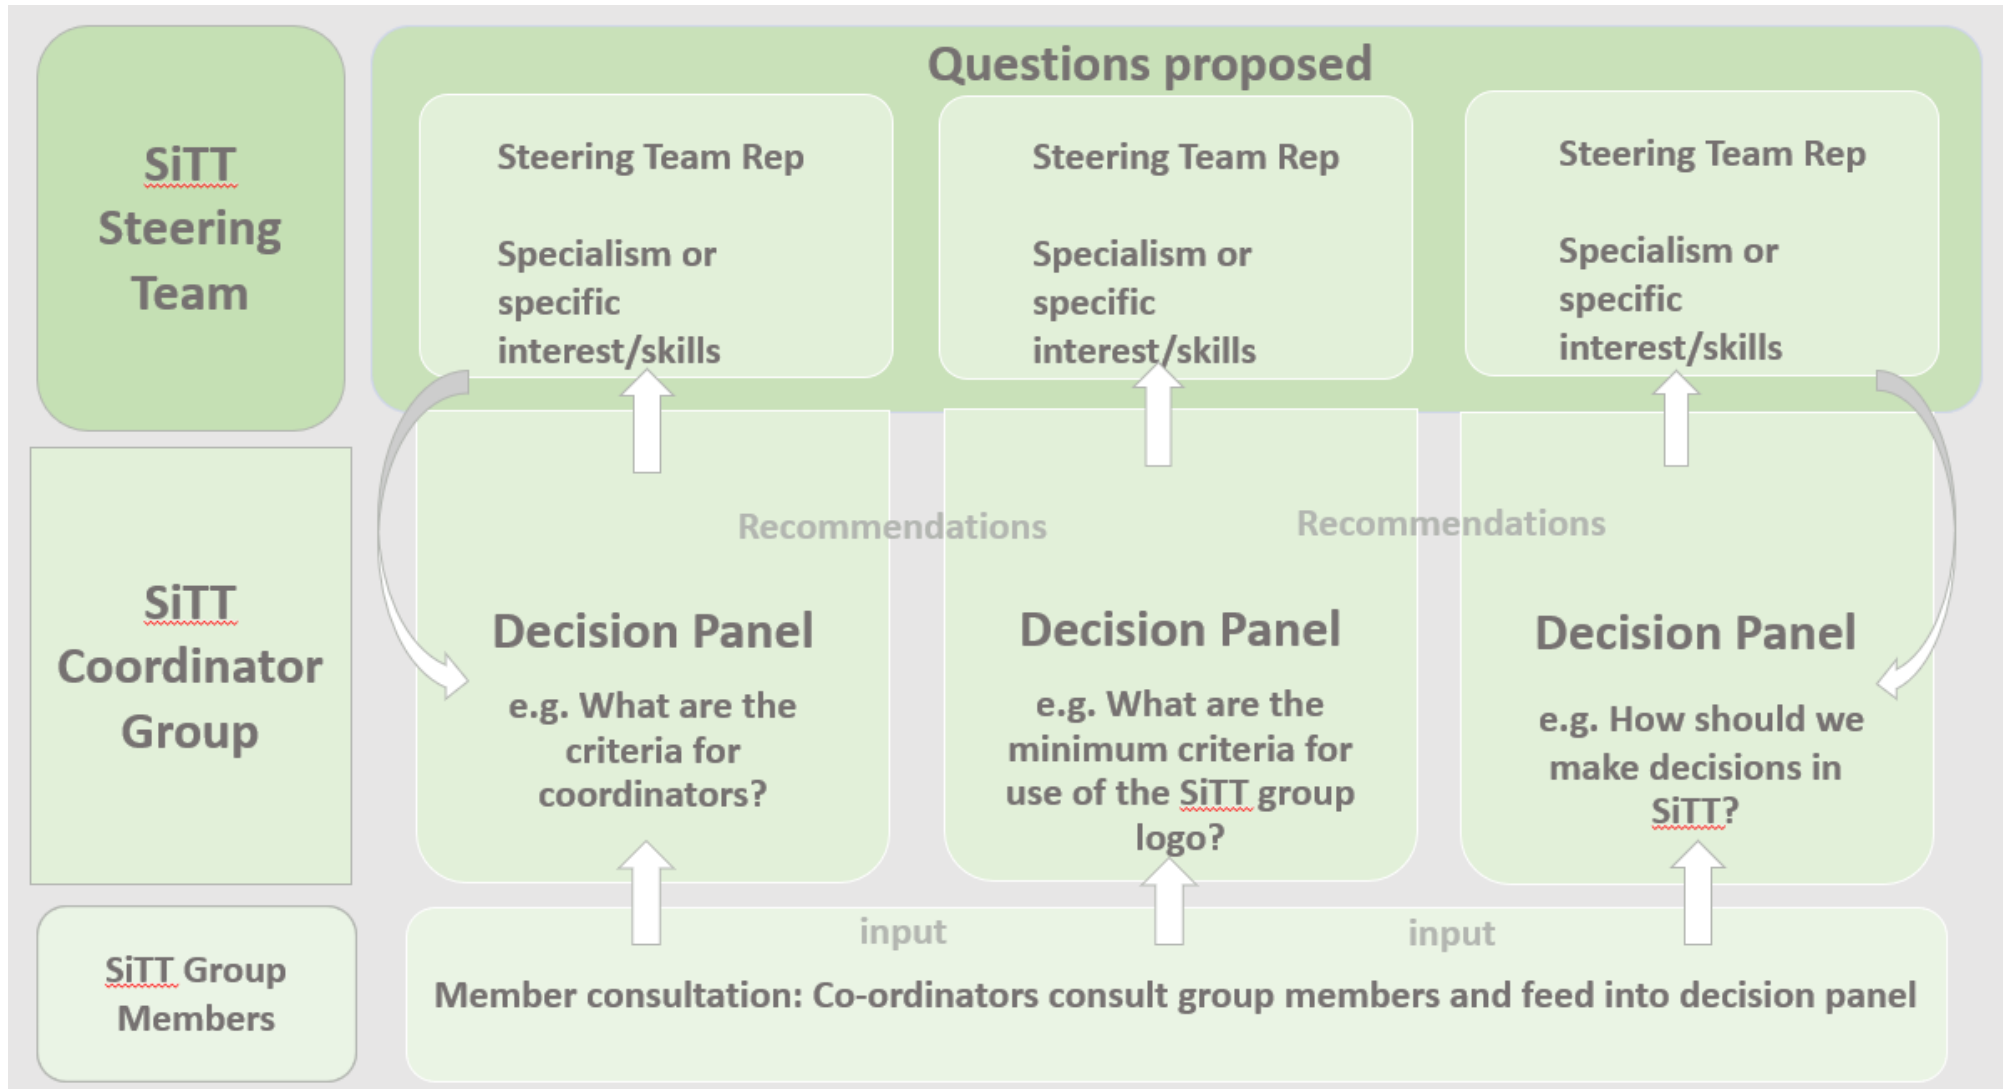 SiTT
Steering
Team
Questions proposed
Steering Team Rep
Specialism or
specific
interest/skills
Steering Team Rep
Specialism or
specific
interest/skills
Steering Team Rep
Specialism or
specific
interest/skills
SiTT
Coordinator
Group
Recommendations
Recommendations
Decision Panel
e.g. What are the
criteria for
coordinators?
Decision Panel
e.g. What are the
minimum criteria for
use of the SiTT group
logo?
Decision Panel
e.g. How should we
make decisions in
SiTT?
SiTT Group
Members
input
input
Member consultation: Co-ordinators consult group members and feed into decision panel